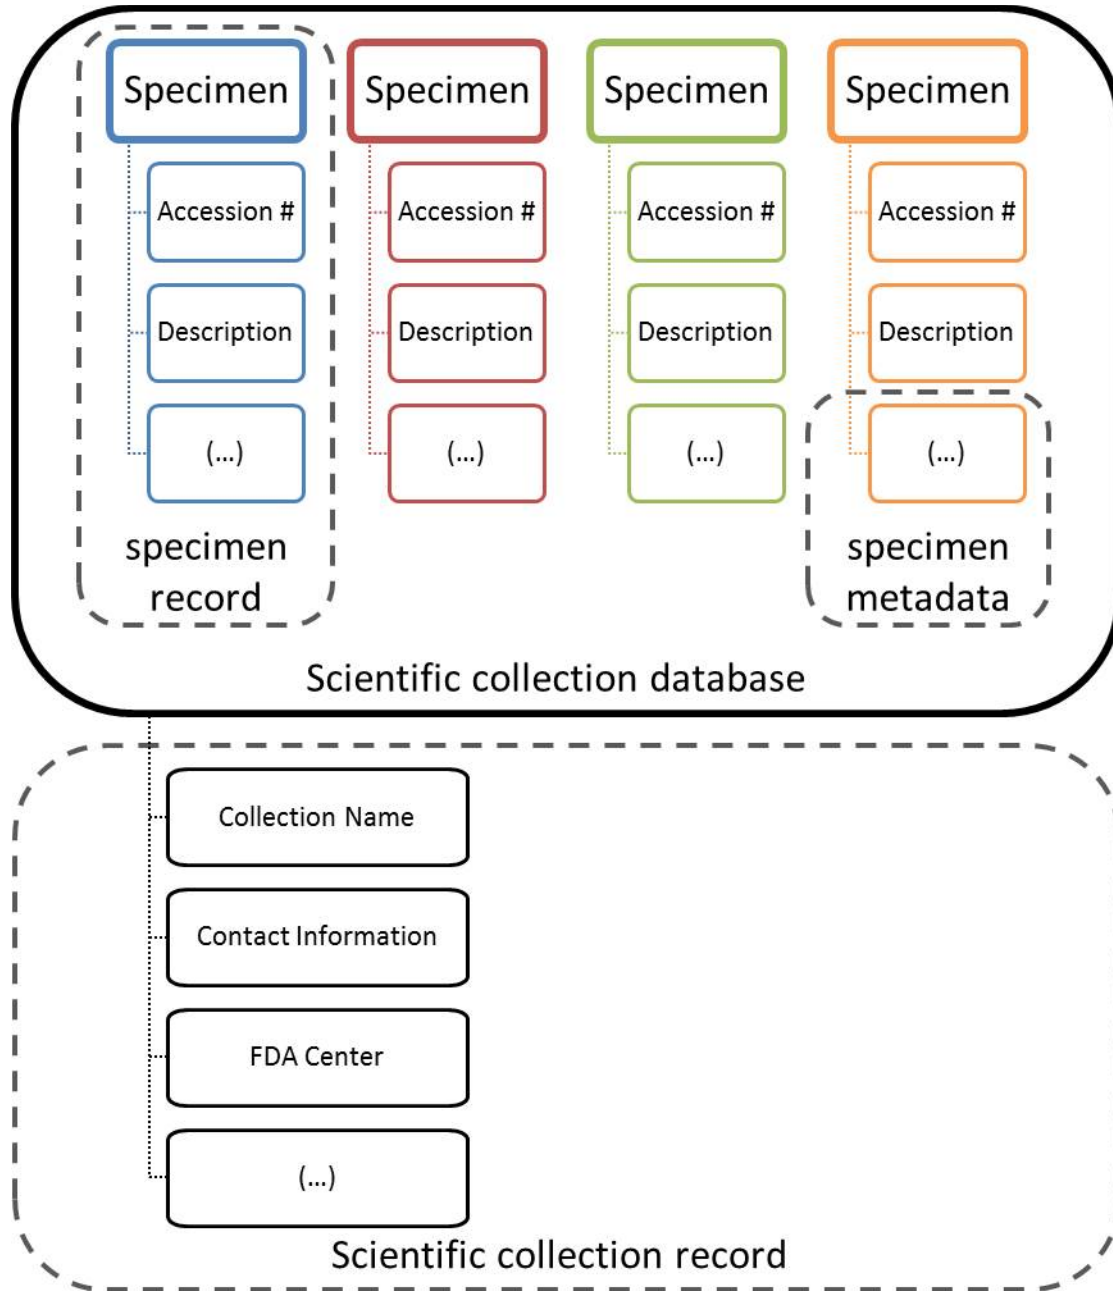 Specimen Specimen Specimen Specimen
Accession # Accession # Accession # Accession #
Description Description Description Description
(...) (...) (...) (...)
specimen
record
specimen
metadata
Scientific collection database
Collection Name
Contact Information
FDA Center
(...)
Scientific collection record